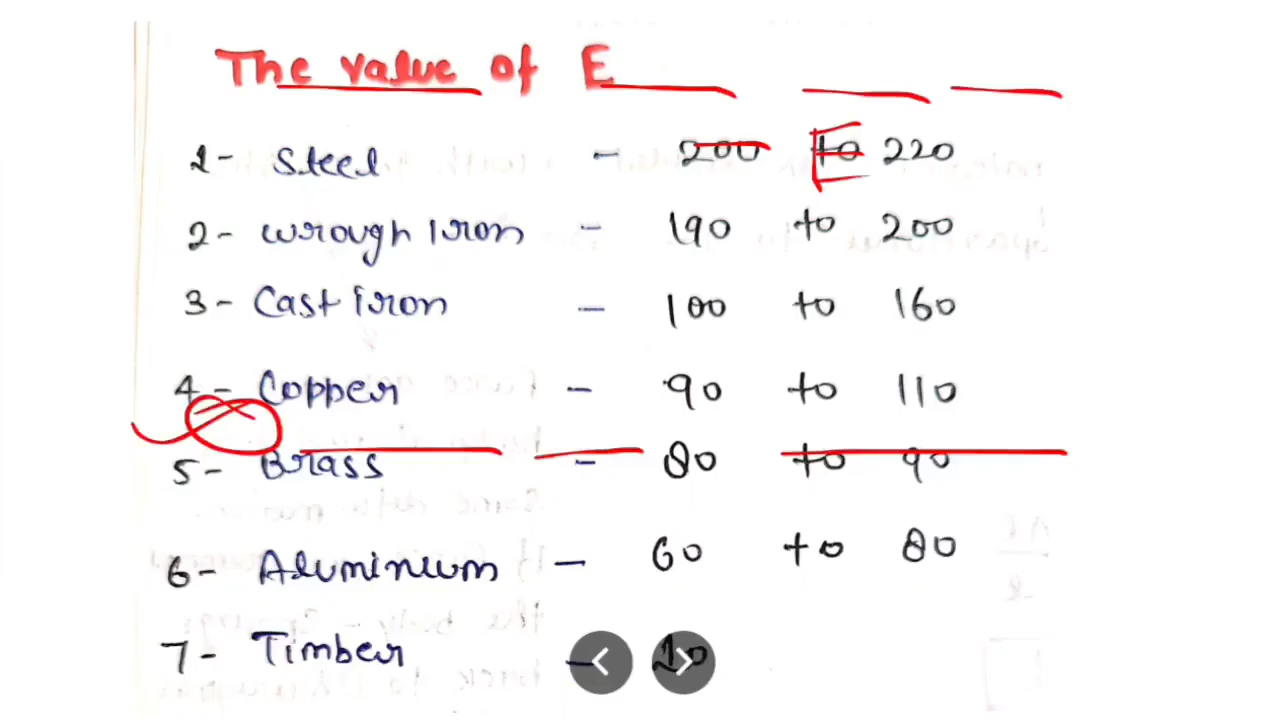 The value of E
1- Steel - 200 to 220
2- Wrough Iron - 190 to 200
3- Cast Iron - 100 to 160
4- Copper - 90 to 110
5- Brass - 80 to 90
6- Aluminium - 60 to 80
7- Timber - 10